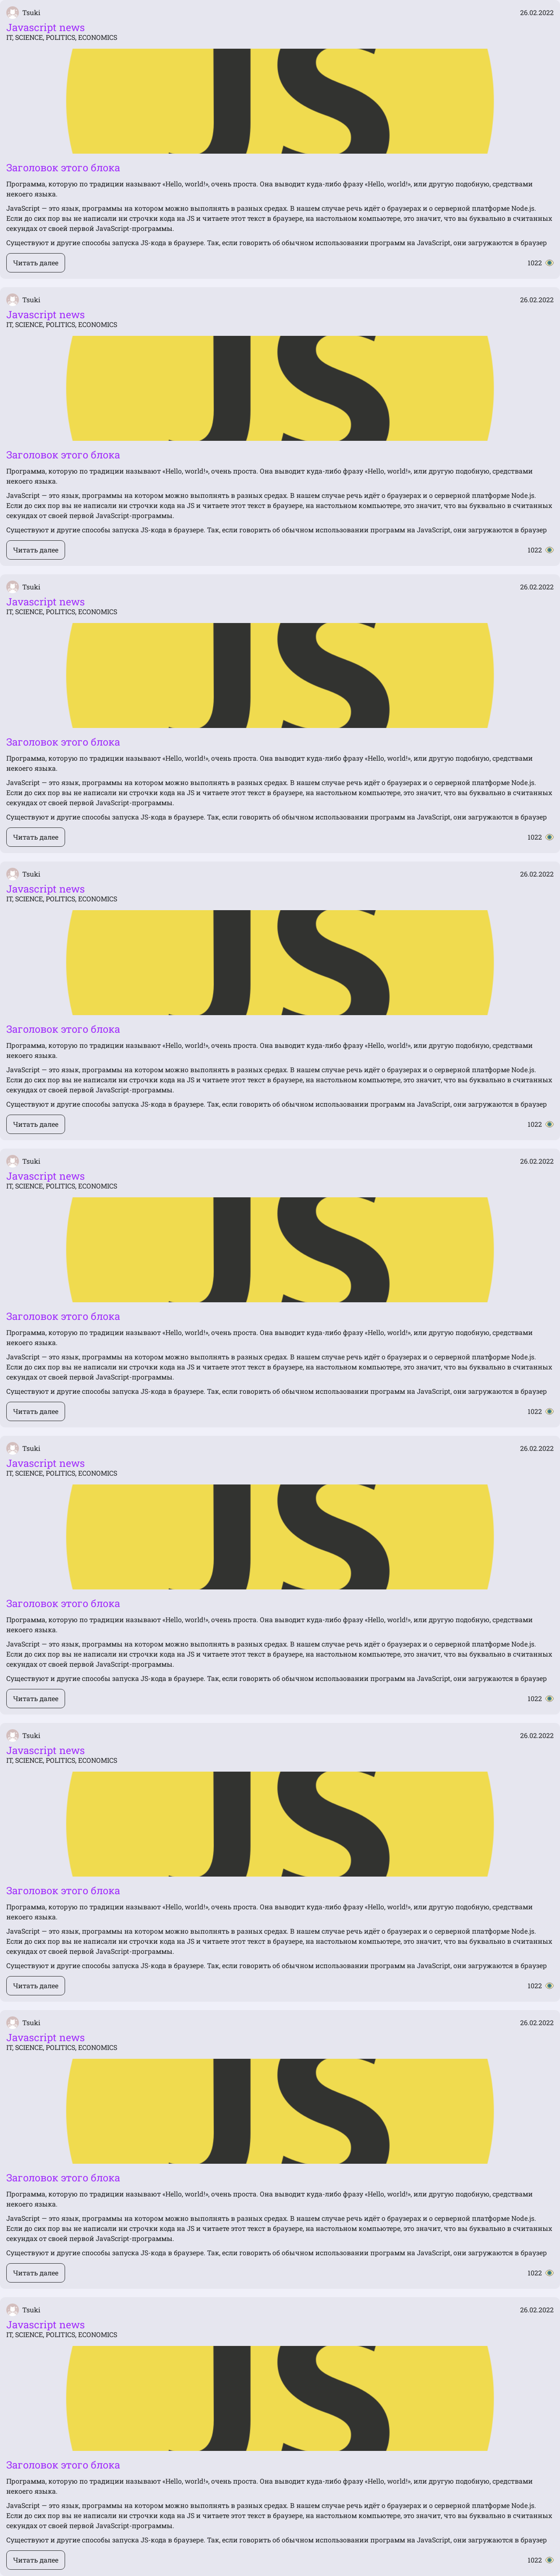 Tsuki 26.02.2022
Javascript news
IT, SCIENCE, POLITICS, ECONOMICS
JS
Заголовок этого блока
Программа, которую по традиции называют «Hello, world!», очень проста. Она выводит куда-либо фразу «Hello, world!», или другую подобную, средствами
некоего языка.
JavaScript — это язык, программы на котором можно выполнять в разных средах. В нашем случае речь идёт о браузерах и о серверной платформе Node.js.
Если до сих пор вы не написали ни строчки кода на JS и читаете этот текст в браузере, на настольном компьютере, это значит, что вы буквально в считанных
секундах от своей первой JavaScript-программы.
Существуют и другие способы запуска JS-кода в браузере. Так, если говорить об обычном использовании программ на JavaScript, они загружаются в браузер
Читать далее 1022
Tsuki 26.02.2022
Javascript news
IT, SCIENCE, POLITICS, ECONOMICS
JS
Заголовок этого блока
Программа, которую по традиции называют «Hello, world!», очень проста. Она выводит куда-либо фразу «Hello, world!», или другую подобную, средствами
некоего языка.
JavaScript — это язык, программы на котором можно выполнять в разных средах. В нашем случае речь идёт о браузерах и о серверной платформе Node.js.
Если до сих пор вы не написали ни строчки кода на JS и читаете этот текст в браузере, на настольном компьютере, это значит, что вы буквально в считанных
секундах от своей первой JavaScript-программы.
Существуют и другие способы запуска JS-кода в браузере. Так, если говорить об обычном использовании программ на JavaScript, они загружаются в браузер
Читать далее 1022
Tsuki 26.02.2022
Javascript news
IT, SCIENCE, POLITICS, ECONOMICS
JS
Заголовок этого блока
Программа, которую по традиции называют «Hello, world!», очень проста. Она выводит куда-либо фразу «Hello, world!», или другую подобную, средствами
некоего языка.
JavaScript — это язык, программы на котором можно выполнять в разных средах. В нашем случае речь идёт о браузерах и о серверной платформе Node.js.
Если до сих пор вы не написали ни строчки кода на JS и читаете этот текст в браузере, на настольном компьютере, это значит, что вы буквально в считанных
секундах от своей первой JavaScript-программы.
Существуют и другие способы запуска JS-кода в браузере. Так, если говорить об обычном использовании программ на JavaScript, они загружаются в браузер
Читать далее 1022
Tsuki 26.02.2022
Javascript news
IT, SCIENCE, POLITICS, ECONOMICS
JS
Заголовок этого блока
Программа, которую по традиции называют «Hello, world!», очень проста. Она выводит куда-либо фразу «Hello, world!», или другую подобную, средствами
некоего языка.
JavaScript — это язык, программы на котором можно выполнять в разных средах. В нашем случае речь идёт о браузерах и о серверной платформе Node.js.
Если до сих пор вы не написали ни строчки кода на JS и читаете этот текст в браузере, на настольном компьютере, это значит, что вы буквально в считанных
секундах от своей первой JavaScript-программы.
Существуют и другие способы запуска JS-кода в браузере. Так, если говорить об обычном использовании программ на JavaScript, они загружаются в браузер
Читать далее 1022
Tsuki 26.02.2022
Javascript news
IT, SCIENCE, POLITICS, ECONOMICS
JS
Заголовок этого блока
Программа, которую по традиции называют «Hello, world!», очень проста. Она выводит куда-либо фразу «Hello, world!», или другую подобную, средствами
некоего языка.
JavaScript — это язык, программы на котором можно выполнять в разных средах. В нашем случае речь идёт о браузерах и о серверной платформе Node.js.
Если до сих пор вы не написали ни строчки кода на JS и читаете этот текст в браузере, на настольном компьютере, это значит, что вы буквально в считанных
секундах от своей первой JavaScript-программы.
Существуют и другие способы запуска JS-кода в браузере. Так, если говорить об обычном использовании программ на JavaScript, они загружаются в браузер
Читать далее 1022
Tsuki 26.02.2022
Javascript news
IT, SCIENCE, POLITICS, ECONOMICS
JS
Заголовок этого блока
Программа, которую по традиции называют «Hello, world!», очень проста. Она выводит куда-либо фразу «Hello, world!», или другую подобную, средствами
некоего языка.
JavaScript — это язык, программы на котором можно выполнять в разных средах. В нашем случае речь идёт о браузерах и о серверной платформе Node.js.
Если до сих пор вы не написали ни строчки кода на JS и читаете этот текст в браузере, на настольном компьютере, это значит, что вы буквально в считанных
секундах от своей первой JavaScript-программы.
Существуют и другие способы запуска JS-кода в браузере. Так, если говорить об обычном использовании программ на JavaScript, они загружаются в браузер
Читать далее 1022
Tsuki 26.02.2022
Javascript news
IT, SCIENCE, POLITICS, ECONOMICS
JS
Заголовок этого блока
Программа, которую по традиции называют «Hello, world!», очень проста. Она выводит куда-либо фразу «Hello, world!», или другую подобную, средствами
некоего языка.
JavaScript — это язык, программы на котором можно выполнять в разных средах. В нашем случае речь идёт о браузерах и о серверной платформе Node.js.
Если до сих пор вы не написали ни строчки кода на JS и читаете этот текст в браузере, на настольном компьютере, это значит, что вы буквально в считанных
секундах от своей первой JavaScript-программы.
Существуют и другие способы запуска JS-кода в браузере. Так, если говорить об обычном использовании программ на JavaScript, они загружаются в браузер
Читать далее 1022
Tsuki 26.02.2022
Javascript news
IT, SCIENCE, POLITICS, ECONOMICS
JS
Заголовок этого блока
Программа, которую по традиции называют «Hello, world!», очень проста. Она выводит куда-либо фразу «Hello, world!», или другую подобную, средствами
некоего языка.
JavaScript — это язык, программы на котором можно выполнять в разных средах. В нашем случае речь идёт о браузерах и о серверной платформе Node.js.
Если до сих пор вы не написали ни строчки кода на JS и читаете этот текст в браузере, на настольном компьютере, это значит, что вы буквально в считанных
секундах от своей первой JavaScript-программы.
Существуют и другие способы запуска JS-кода в браузере. Так, если говорить об обычном использовании программ на JavaScript, они загружаются в браузер
Читать далее 1022
Tsuki 26.02.2022
Javascript news
IT, SCIENCE, POLITICS, ECONOMICS
JS
Заголовок этого блока
Программа, которую по традиции называют «Hello, world!», очень проста. Она выводит куда-либо фразу «Hello, world!», или другую подобную, средствами
некоего языка.
JavaScript — это язык, программы на котором можно выполнять в разных средах. В нашем случае речь идёт о браузерах и о серверной платформе Node.js.
Если до сих пор вы не написали ни строчки кода на JS и читаете этот текст в браузере, на настольном компьютере, это значит, что вы буквально в считанных
секундах от своей первой JavaScript-программы.
Существуют и другие способы запуска JS-кода в браузере. Так, если говорить об обычном использовании программ на JavaScript, они загружаются в браузер
Читать далее 1022